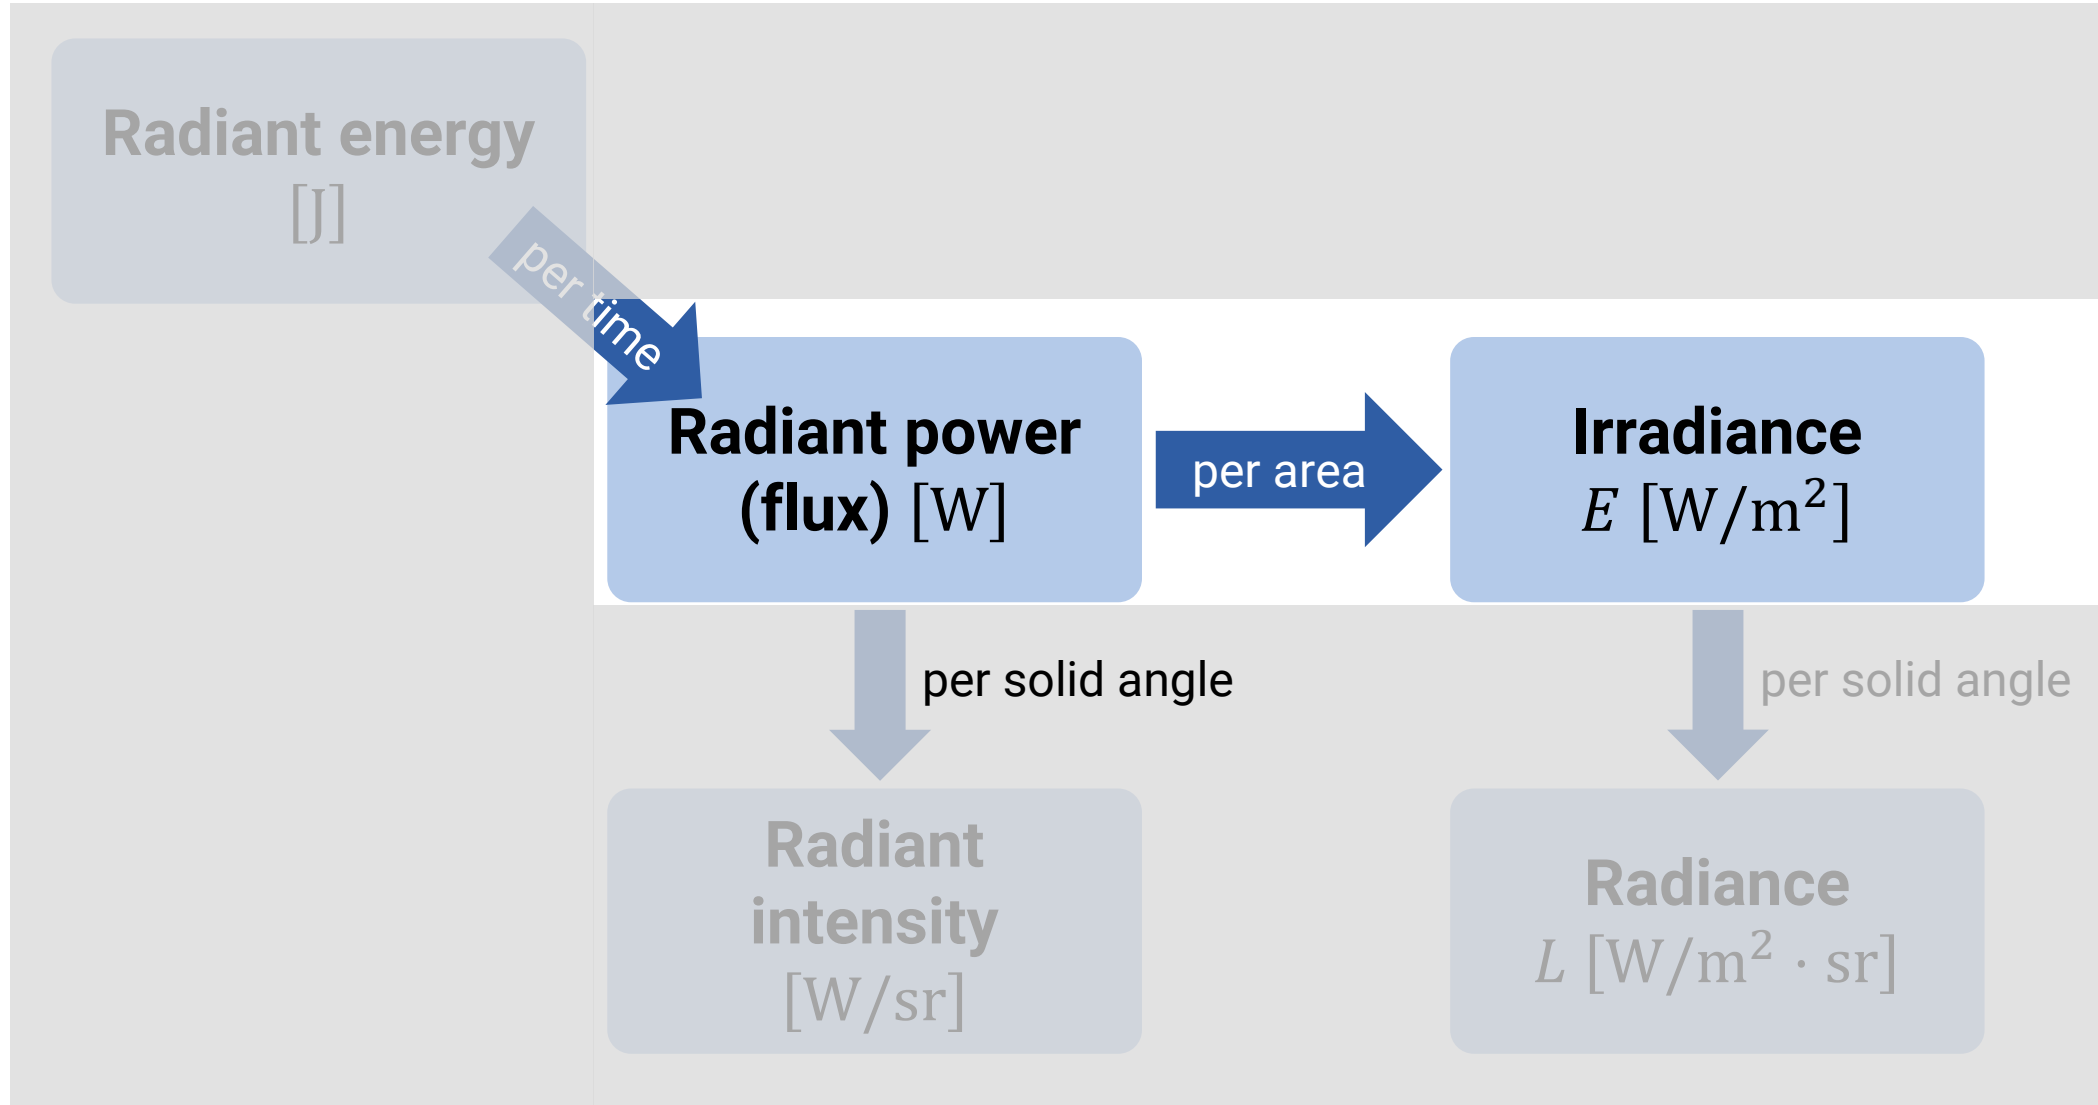 Radiant energy
[J]
per time
Radiant power
(flux) [W]
per area
Irradiance
E [W/m²]
per solid angle
per solid angle
Radiant
intensity
[W/sr]
Radiance
L [W/m² · sr]